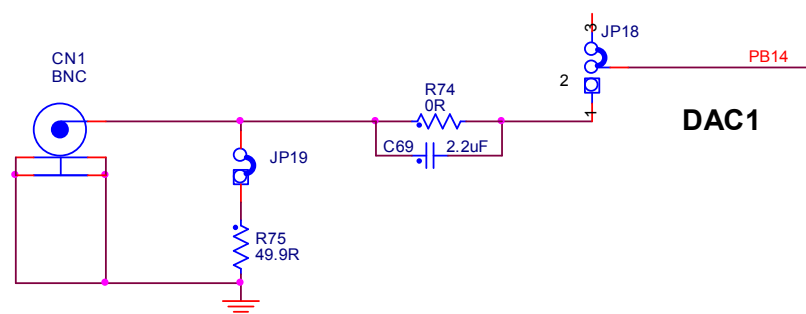 CN1
BNC
R74
0R
C69
2.2uF
JP19
R75
49.9R
3
JP18
2
1
PB14
DAC1